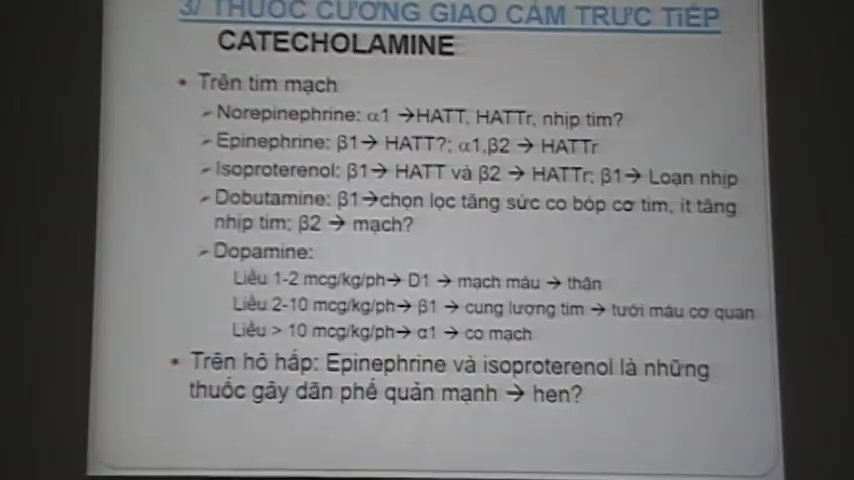 3/ THUỐC CƯỜNG GIAO CẢM TRỰC TIẾP
CATECHOLAMINE
• Trên tim mạch
➢Norepinephrine: α1 →HATT, HATTr, nhịp tim?
➢Epinephrine: β1→ HATT?; α1,β2 → HATTr
➢Isoproterenol: β1→ HATT và β2 → HATTr; β1→ Loạn nhịp
➢Dobutamine: β1→chọn lọc tăng sức co bóp cơ tim, ít tăng
nhịp tim; β2 → mạch?
➢Dopamine:
Liều 1-2 mcg/kg/ph→ D1 → mạch máu → thận
Liều 2-10 mcg/kg/ph→ β1 → cung lượng tim → tưới máu cơ quan
Liều > 10 mcg/kg/ph→ α1 → co mạch
• Trên hô hấp: Epinephrine và isoproterenol là những
thuốc gây dãn phế quản mạnh → hen?